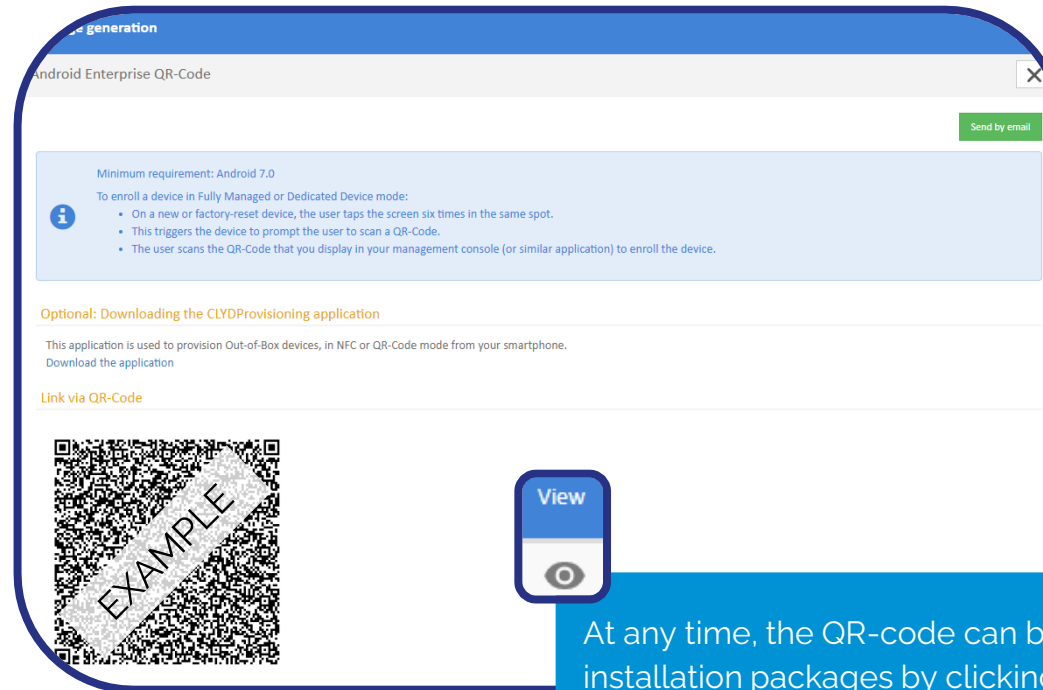 generation
Android Enterprise QR-Code
Send by email
Minimum requirement: Android 7.0
To enroll a device in Fully Managed or Dedicated Device mode:
• On a new or factory-reset device, the user taps the screen six times in the same spot.
• This triggers the device to prompt the user to scan a QR-Code.
• The user scans the QR-Code that you display in your management console (or similar application) to enroll the device.
Optional: Downloading the CLYDProvisioning application
This application is used to provision Out-of-Box devices, in NFC or QR-Code mode from your smartphone.
Download the application
Link via QR-Code
EXAMPLE
View
At any time, the QR-code can
installation packages by clicking